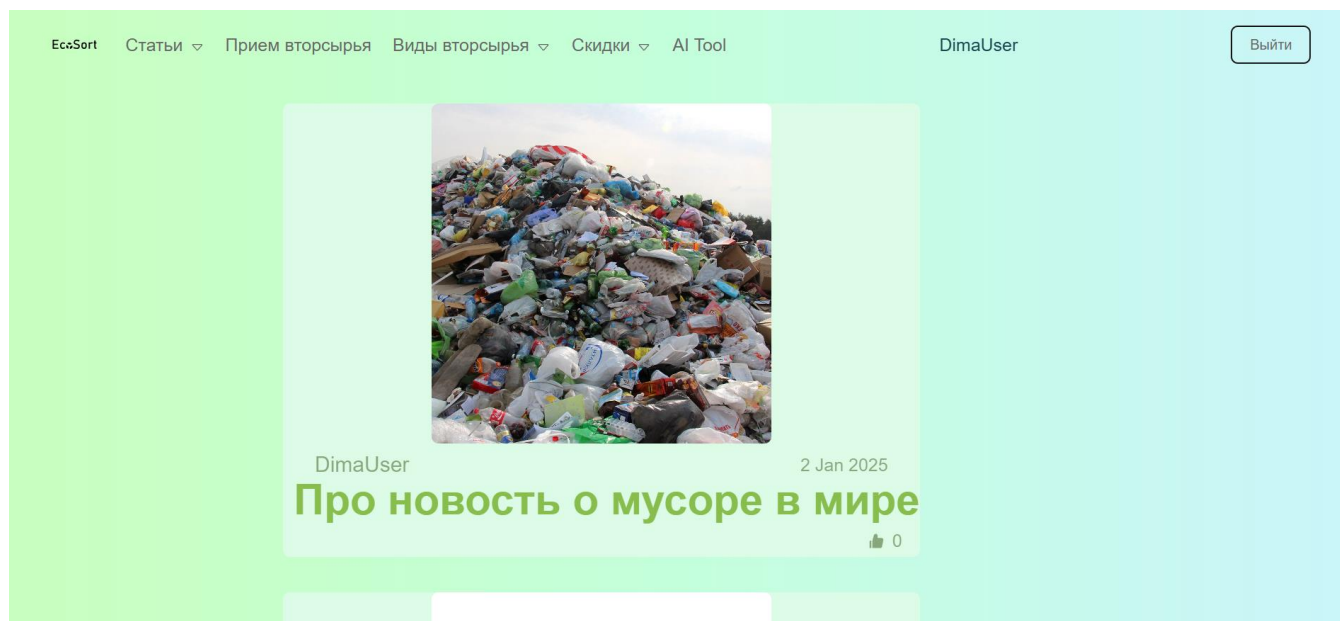 EcoSort
Статьи
Прием вторсырья
Виды вторсырья
Скидки
AI Tool
DimaUser
Выйти
DimaUser
2 Jan 2025
Про новость о мусоре в мире
0